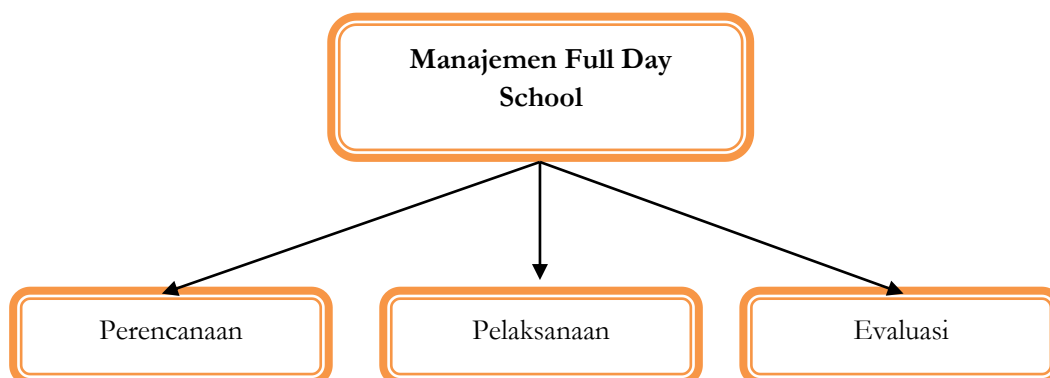 Manajemen Full Day
School
Perencanaan
Pelaksanaan
Evaluasi